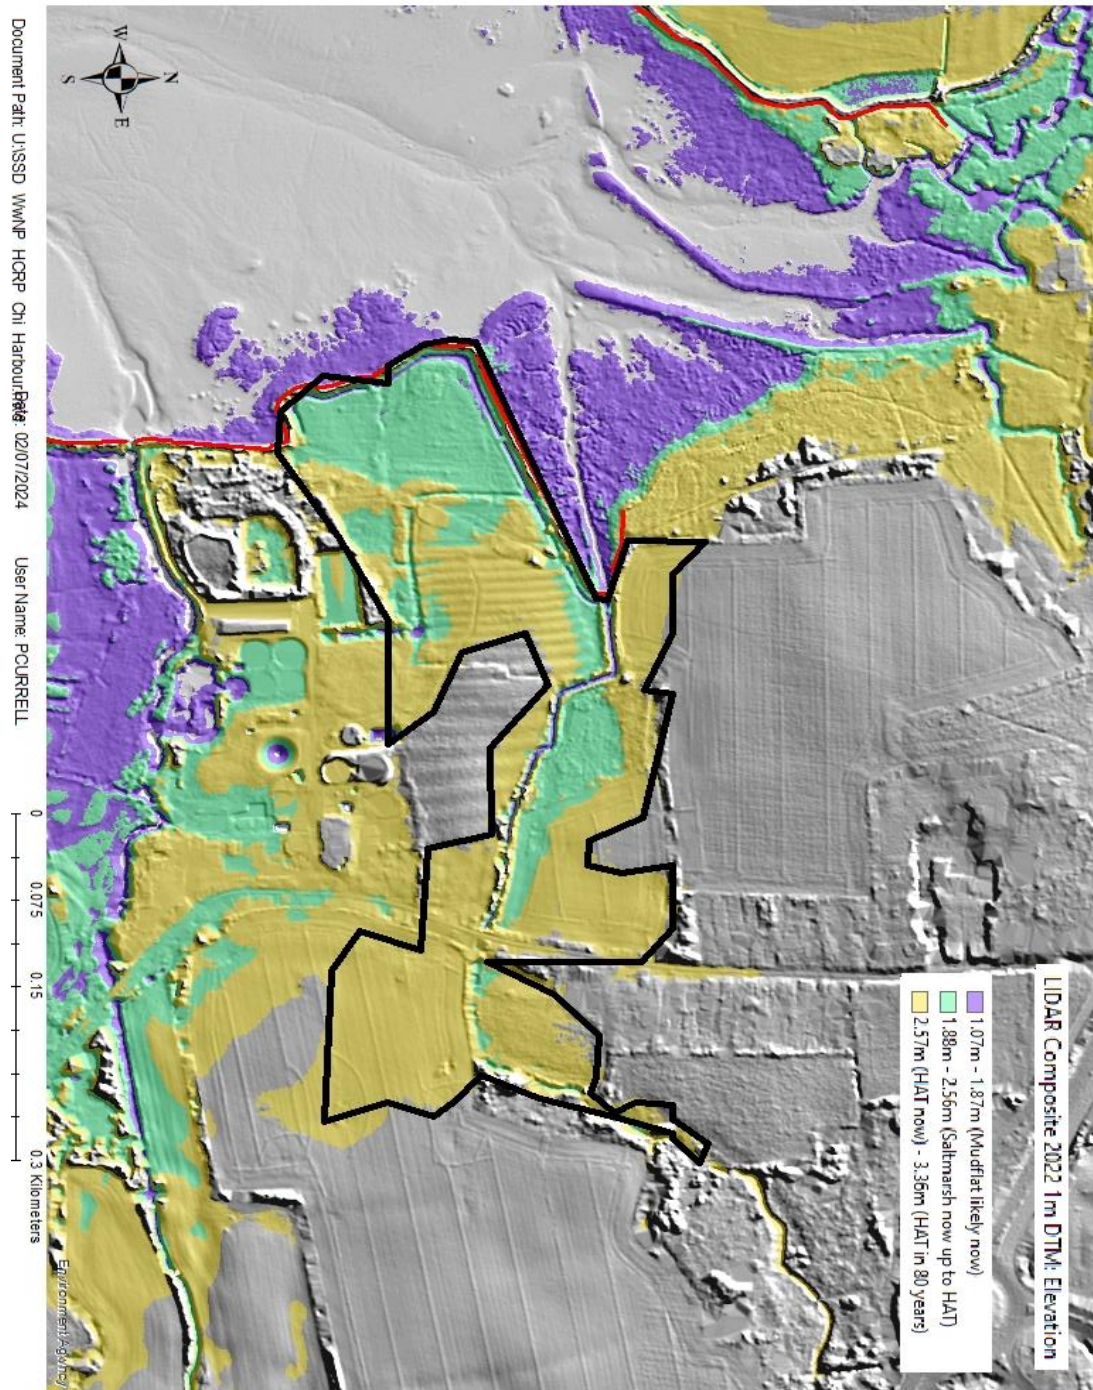 LIDAR Composite 2022 1m DTM: Elevation
1.07m - 1.87m (Mudflat likely now)
1.88m - 2.56m (Saltmarsh now up to HAT)
2.57m (HAT now) - 3.36m (HAT in 80 years)
N
W
E
S
0 0.075 0.15 0.3 Kilometers
Environment Agency
Document Path: U:\SSD_WwNP_HCRP_Chi Harbour Date: 02/07/2024 User Name: PCURRELL